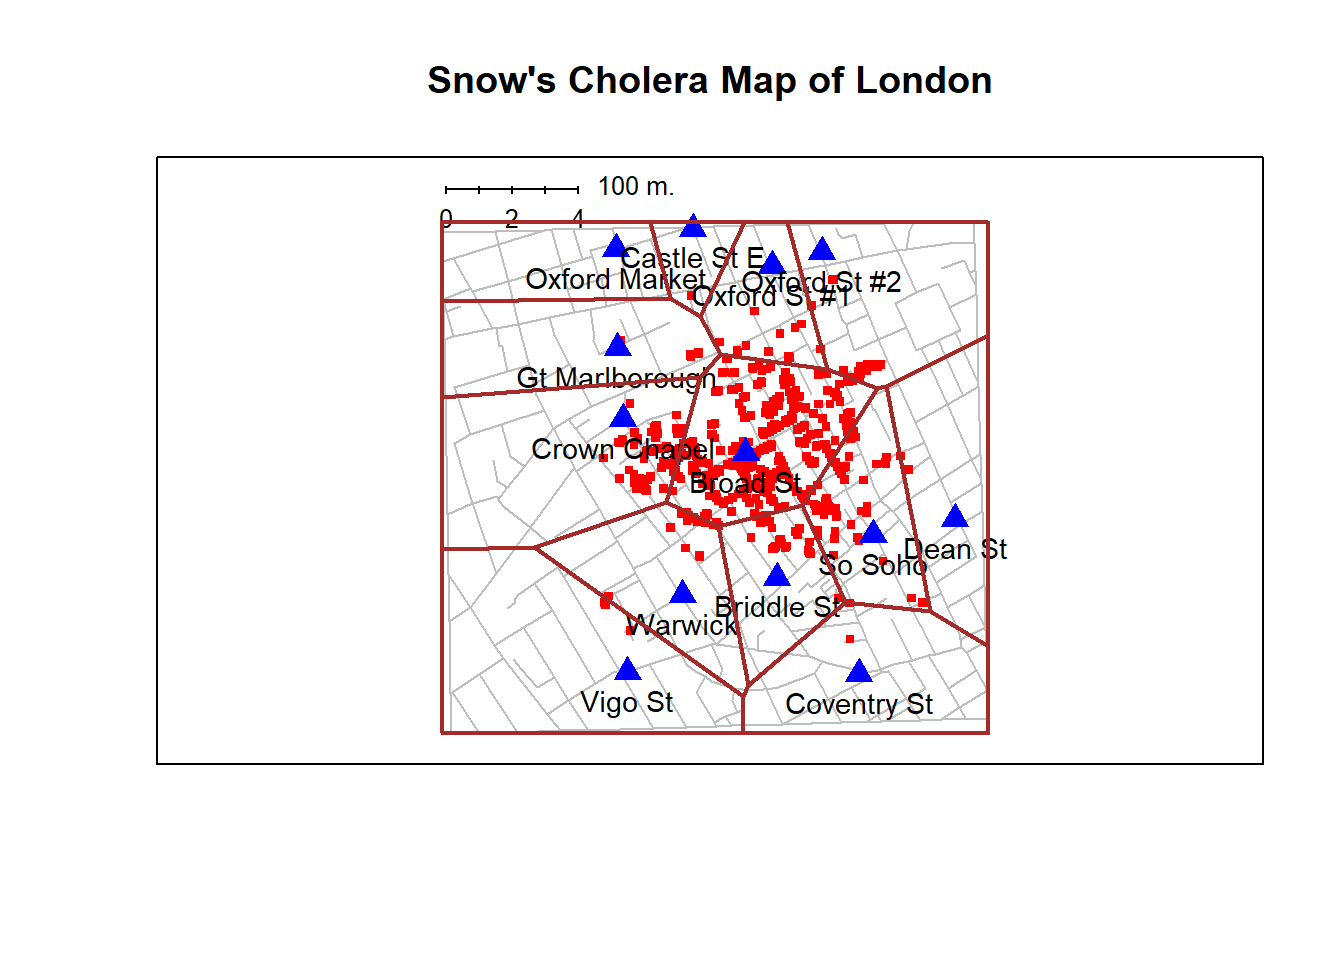 Snow's Cholera Map of London
100 m.
0 2 4
Castle St E
Oxford Market
Oxford St #2
Oxford St #1
Gt Marlborough
Crown Chapel
Broad St
Dean St
So Soho
Briddle St
Warwick
Vigo St
Coventry St